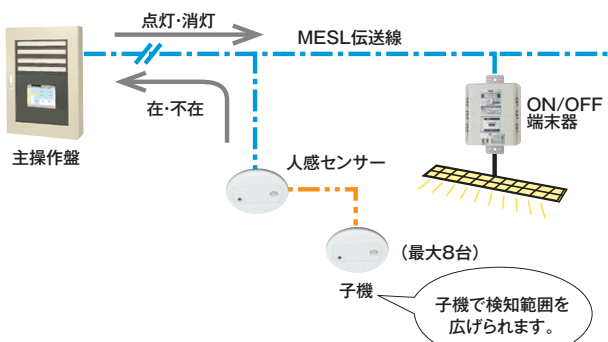 点灯・消灯
MESL伝送線
在・不在
ON/OFF
端末器
主操作盤
人感センサー
(最大8台)
子機
子機で検知範囲を
広げられます。